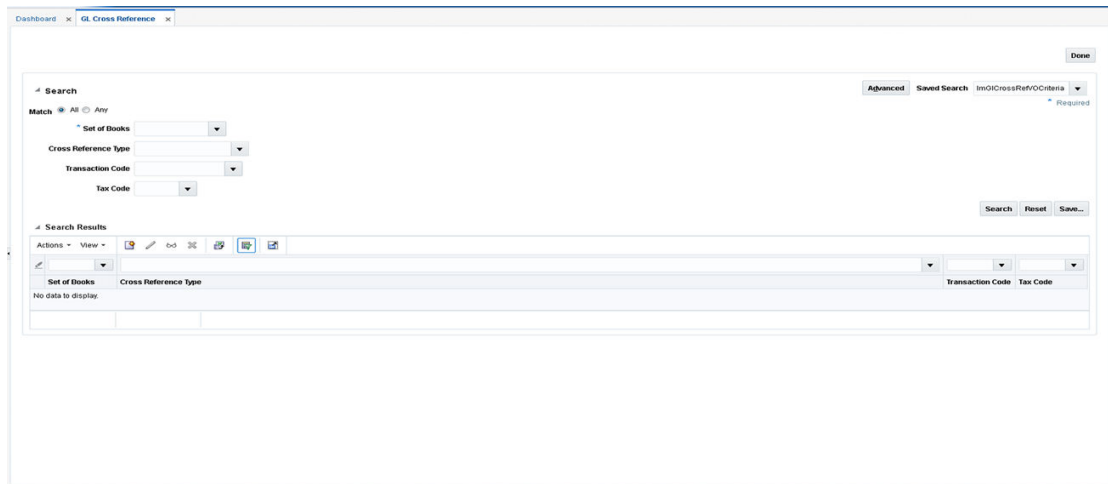 Dashboard × GL Cross Reference ×
Done
Search
Advanced Saved Search ImGlCrossRefVOCriteria
Match All Any
* Required
* Set of Books
Cross Reference Type
Transaction Code
Tax Code
Search Reset Save...
Search Results
Actions View
Set of Books Cross Reference Type Transaction Code Tax Code
No data to display.